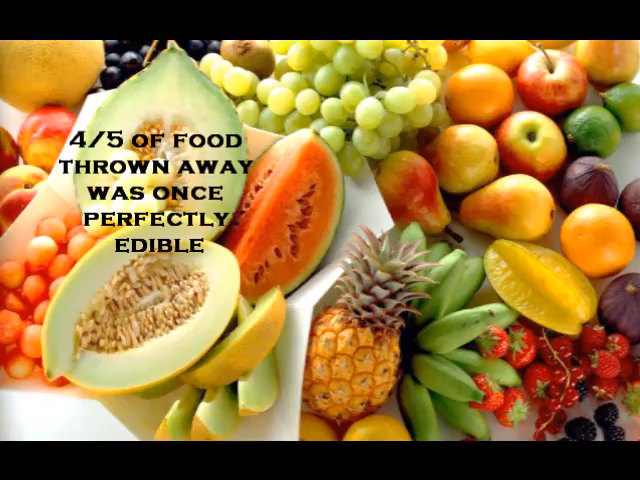 4/5 OF FOOD
THROWN AWAY
WAS ONCE
PERFECTLY
EDIBLE